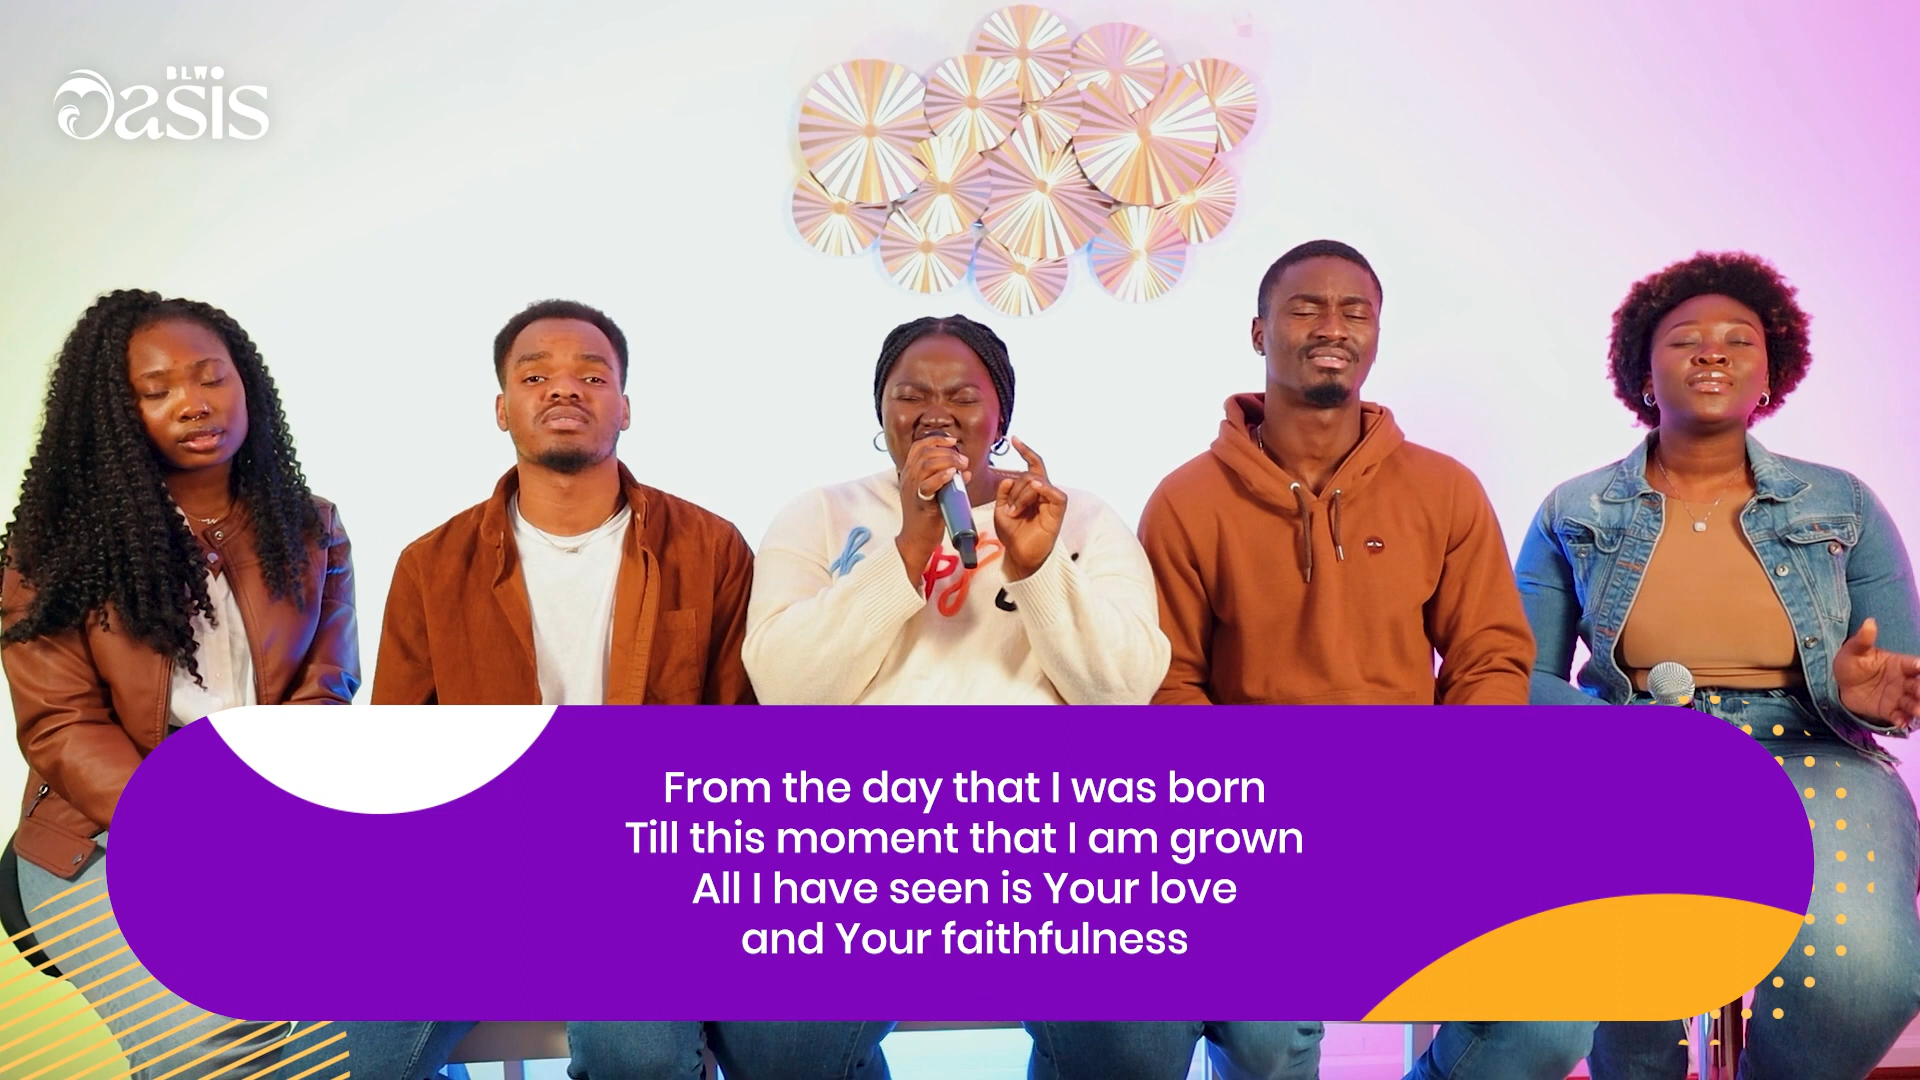 BLWO
Oasis
From the day that I was born
Till this moment that I am grown
All I have seen is Your love
and Your faithfulness